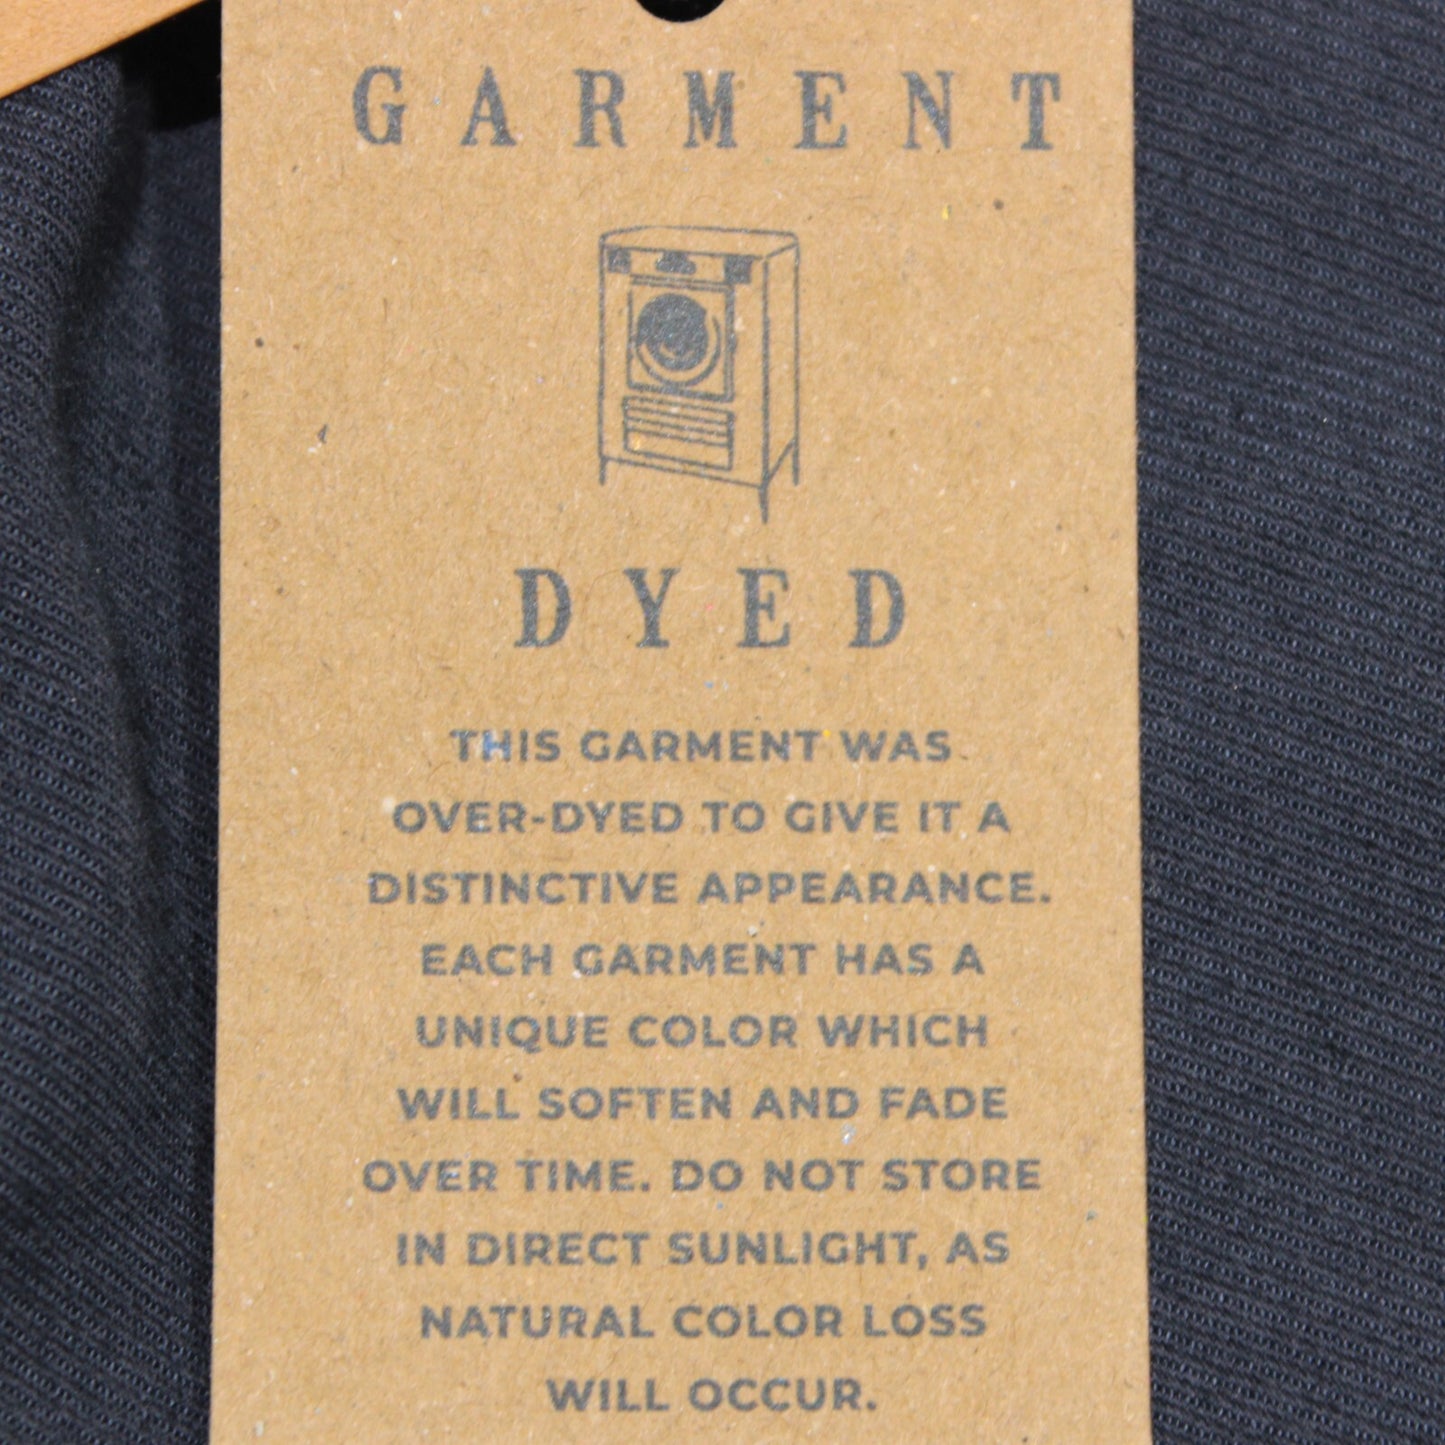 GARMENT
DYED
THIS GARMENT WAS
OVER-DYED TO GIVE IT A
DISTINCTIVE APPEARANCE.
EACH GARMENT HAS A
UNIQUE COLOR WHICH
WILL SOFTEN AND FADE
OVER TIME. DO NOT STORE
IN DIRECT SUNLIGHT, AS
NATURAL COLOR LOSS
WILL OCCUR.